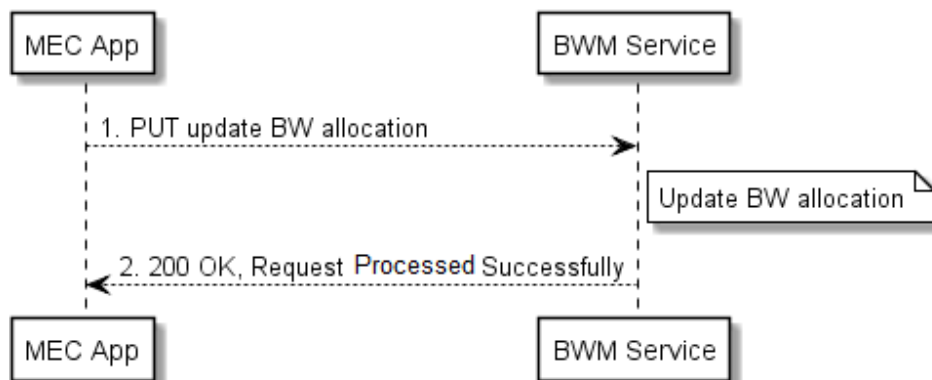 MEC App
BWM Service
1. PUT update BW allocation
Update BW allocation
2. 200 OK, Request Processed Successfully
MEC App
BWM Service